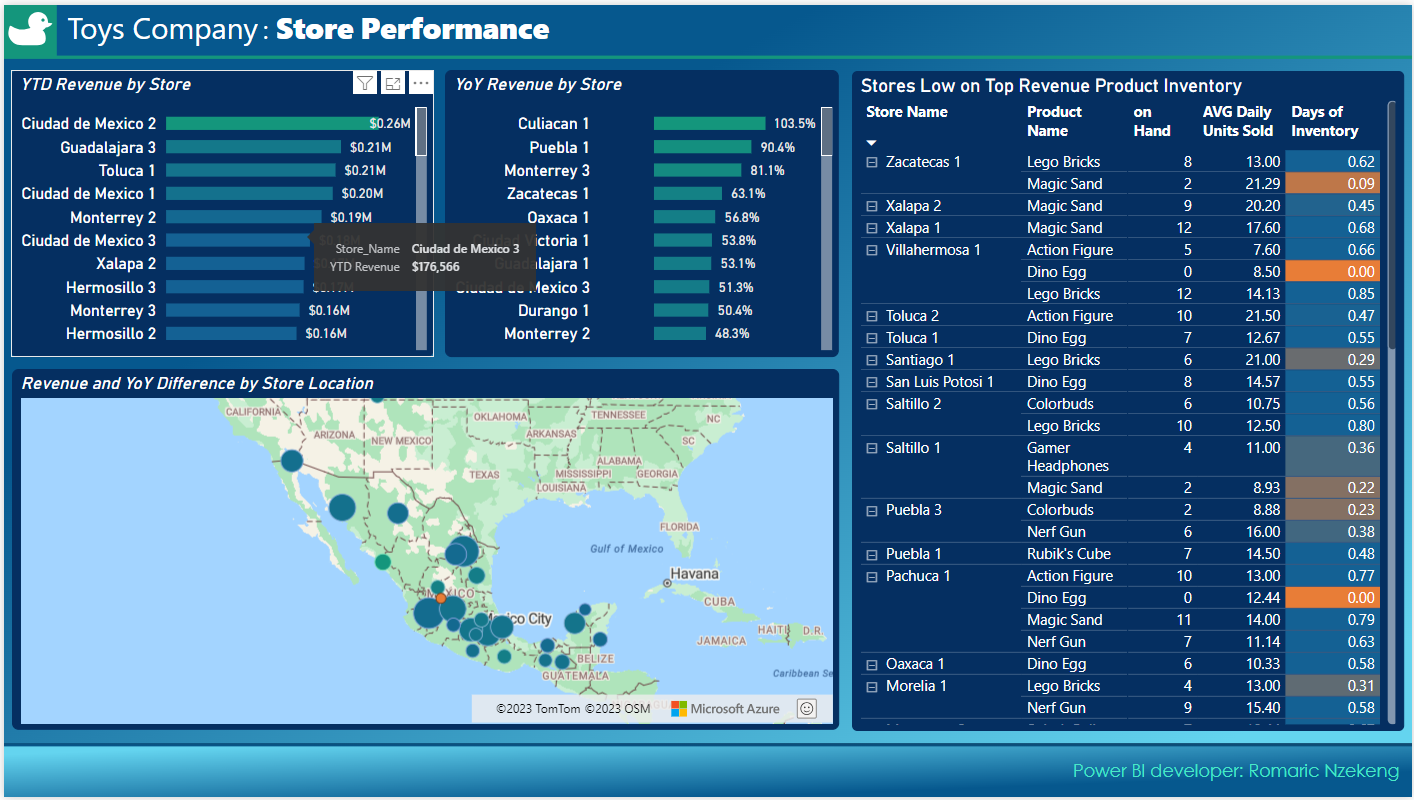 Toys Company : Store Performance
YTD Revenue by Store
Ciudad de Mexico 2 $0.26M
Guadalajara 3 $0.21M
Toluca 1 $0.21M
Ciudad de Mexico 1 $0.20M
Monterrey 2 $0.19M
Ciudad de Mexico 3
Xalapa 2
Hermosillo 3 $0.17M
Monterrey 3 $0.16M
Hermosillo 2 $0.16M
Store_Name Ciudad de Mexico 3
YTD Revenue $176,566
YoY Revenue by Store
Culiacan 1 103.5%
Puebla 1 90.4%
Monterrey 3 81.1%
Zacatecas 1 63.1%
Oaxaca 1 56.8%
Ciudad Victoria 1 53.8%
Guadalajara 1 53.1%
Ciudad de Mexico 3 51.3%
Durango 1 50.4%
Monterrey 2 48.3%
Revenue and YoY Difference by Store Location
CALIFORNIA
ARIZONA
NEW MEXICO
OKLAHOMA
TEXAS
ARKANSAS
TENNESSEE
NC
SC
ALABAMA
MISSISSIPPI
GEORGIA
LOUISIANA
FLORIDA
Gulf of Mexico
Havana
CUBA
MEXICO
Mexico City
HAITI
D.R.
JAMAICA
BELIZE
GUATEMALA
Caribbean Se
©2023 TomTom ©2023 OSM Microsoft Azure
Stores Low on Top Revenue Product Inventory
Store Name Product on AVG Daily Days of
Name Hand Units Sold Inventory
Zacatecas 1 Lego Bricks 8 13.00 0.62
Magic Sand 2 21.29 0.09
Xalapa 2 Magic Sand 9 20.20 0.45
Xalapa 1 Magic Sand 12 17.60 0.68
Villahermosa 1 Action Figure 5 7.60 0.66
Dino Egg 0 8.50 0.00
Lego Bricks 12 14.13 0.85
Toluca 2 Action Figure 10 21.50 0.47
Toluca 1 Dino Egg 7 12.67 0.55
Santiago 1 Lego Bricks 6 21.00 0.29
San Luis Potosi 1 Dino Egg 8 14.57 0.55
Saltillo 2 Colorbuds 6 10.75 0.56
Lego Bricks 10 12.50 0.80
Saltillo 1 Gamer 4 11.00 0.36
Headphones
Magic Sand 2 8.93 0.22
Puebla 3 Colorbuds 2 8.88 0.23
Nerf Gun 6 16.00 0.38
Puebla 1 Rubik's Cube 7 14.50 0.48
Pachuca 1 Action Figure 10 13.00 0.77
Dino Egg 0 12.44 0.00
Magic Sand 11 14.00 0.79
Nerf Gun 7 11.14 0.63
Oaxaca 1 Dino Egg 6 10.33 0.58
Morelia 1 Lego Bricks 4 13.00 0.31
Nerf Gun 9 15.40 0.58
Power BI developer: Romaric Nzekeng